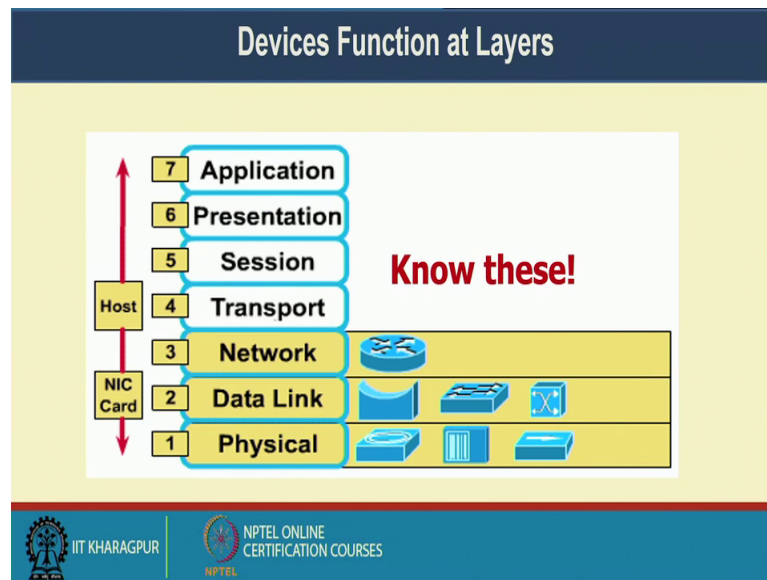 Devices Function at Layers
7 Application
6 Presentation
5 Session
Know these!
Host
4 Transport
3 Network
NIC
Card
2 Data Link
1 Physical
IIT KHARAGPUR
NPTEL
NPTEL ONLINE
CERTIFICATION COURSES